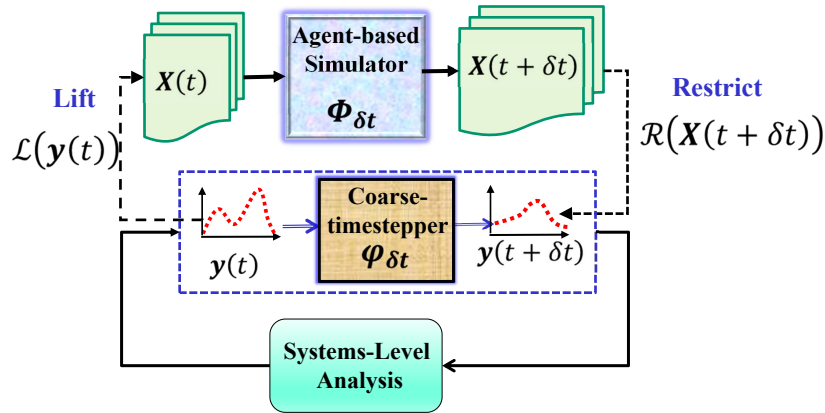 Agent-based
Simulator
Φ_δt
X(t)
X(t + δt)
Lift
ℒ(y(t))
Restrict
ℛ(X(t + δt))
Coarse-
timestepper
φ_δt
y(t)
y(t + δt)
Systems-Level
Analysis